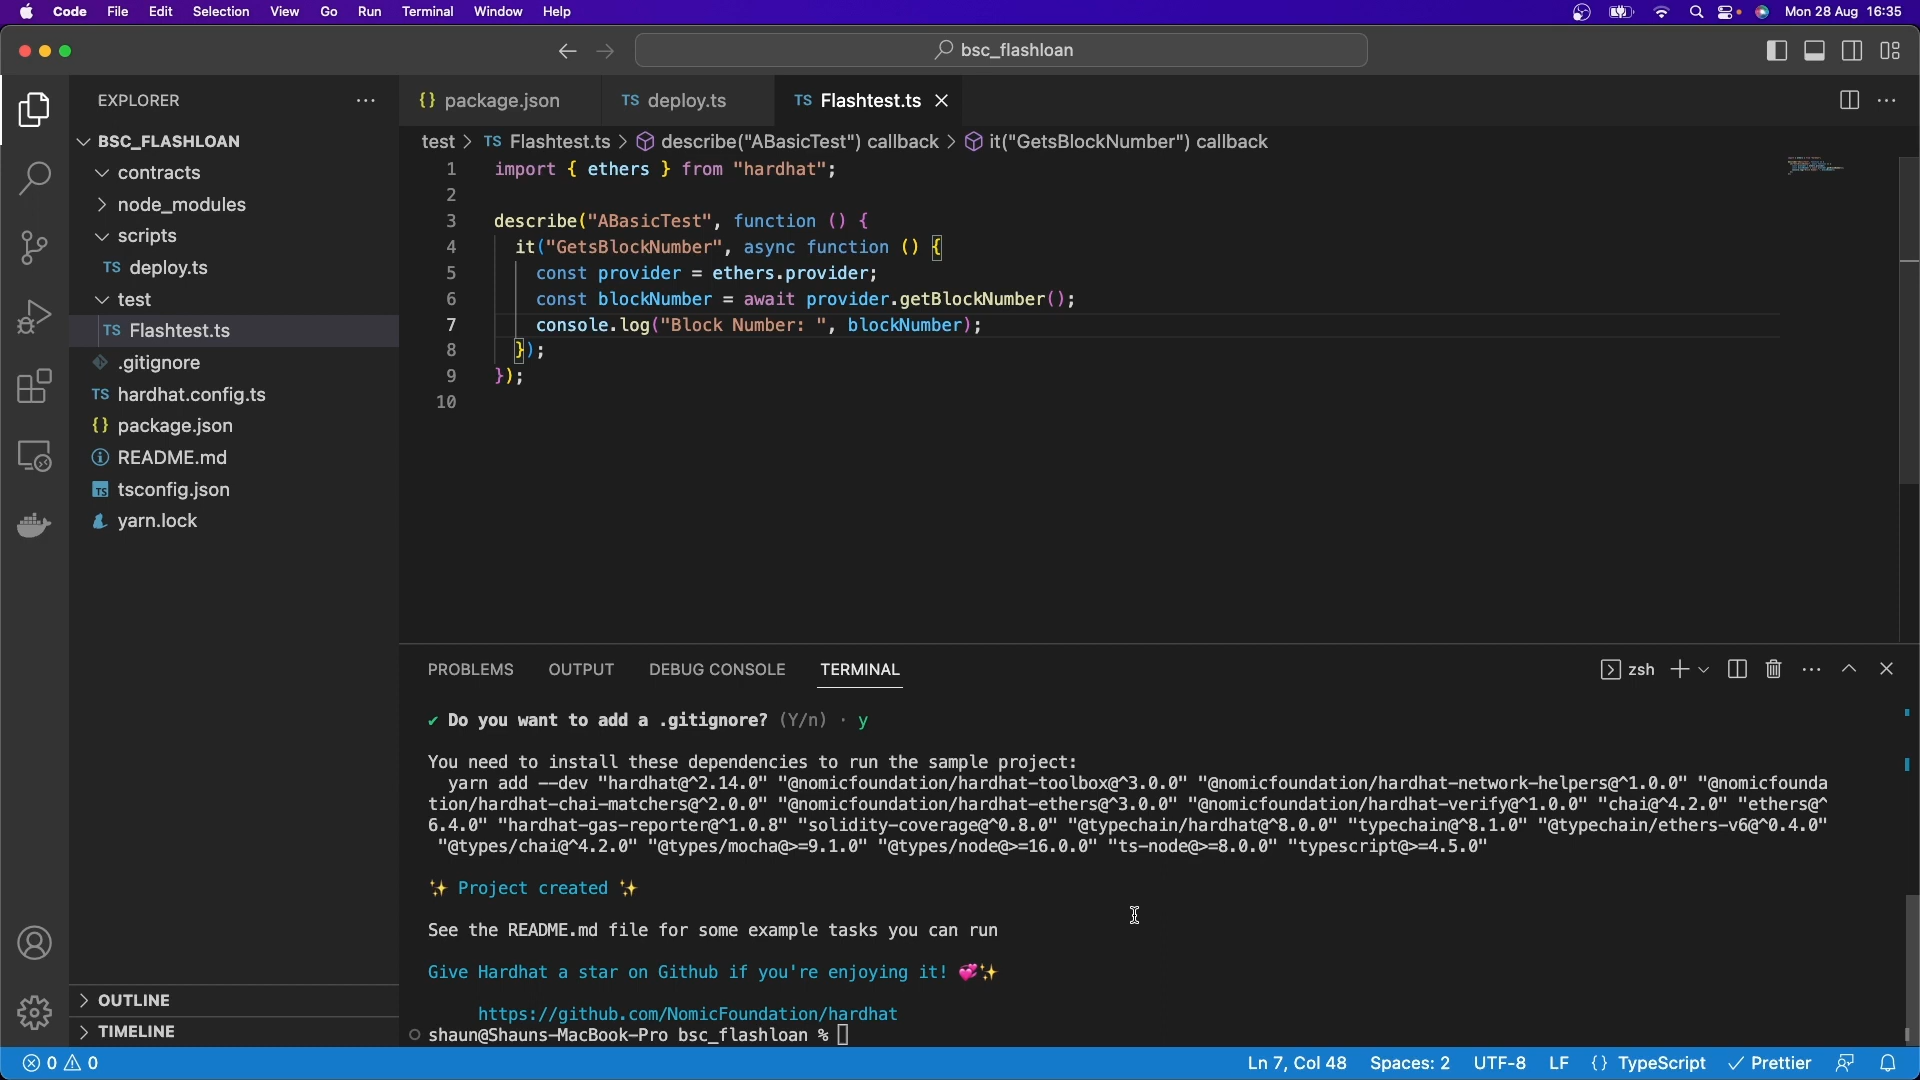 Code File Edit Selection View Go Run Terminal Window Help Mon 28 Aug 16:35
bsc_flashloan
EXPLORER
BSC_FLASHLOAN
contracts
node_modules
scripts
TS deploy.ts
test
TS Flashtest.ts
.gitignore
TS hardhat.config.ts
{} package.json
README.md
TS tsconfig.json
yarn.lock
OUTLINE
TIMELINE
{} package.json TS deploy.ts TS Flashtest.ts
test > TS Flashtest.ts > describe("ABasicTest") callback > it("GetsBlockNumber") callback
1 import { ethers } from "hardhat";
2
3 describe("ABasicTest", function () {
4 it("GetsBlockNumber", async function () {
5 const provider = ethers.provider;
6 const blockNumber = await provider.getBlockNumber();
7 console.log("Block Number: ", blockNumber);
8 });
9 });
10
PROBLEMS OUTPUT DEBUG CONSOLE TERMINAL zsh
✔ Do you want to add a .gitignore? (Y/n) · y
You need to install these dependencies to run the sample project:
yarn add --dev "hardhat@^2.14.0" "@nomicfoundation/hardhat-toolbox@^3.0.0" "@nomicfoundation/hardhat-network-helpers@^1.0.0" "@nomicfounda
tion/hardhat-chai-matchers@^2.0.0" "@nomicfoundation/hardhat-ethers@^3.0.0" "@nomicfoundation/hardhat-verify@^1.0.0" "chai@^4.2.0" "ethers@^
6.4.0" "hardhat-gas-reporter@^1.0.8" "solidity-coverage@^0.8.0" "@typechain/hardhat@^8.0.0" "typechain@^8.1.0" "@typechain/ethers-v6@^0.4.0"
"@types/chai@^4.2.0" "@types/mocha@>=9.1.0" "@types/node@>=16.0.0" "ts-node@>=8.0.0" "typescript@>=4.5.0"
✨ Project created ✨
See the README.md file for some example tasks you can run
Give Hardhat a star on Github if you're enjoying it! 💞✨
https://github.com/NomicFoundation/hardhat
shaun@Shauns-MacBook-Pro bsc_flashloan %
0 0 Ln 7, Col 48 Spaces: 2 UTF-8 LF {} TypeScript ✓ Prettier